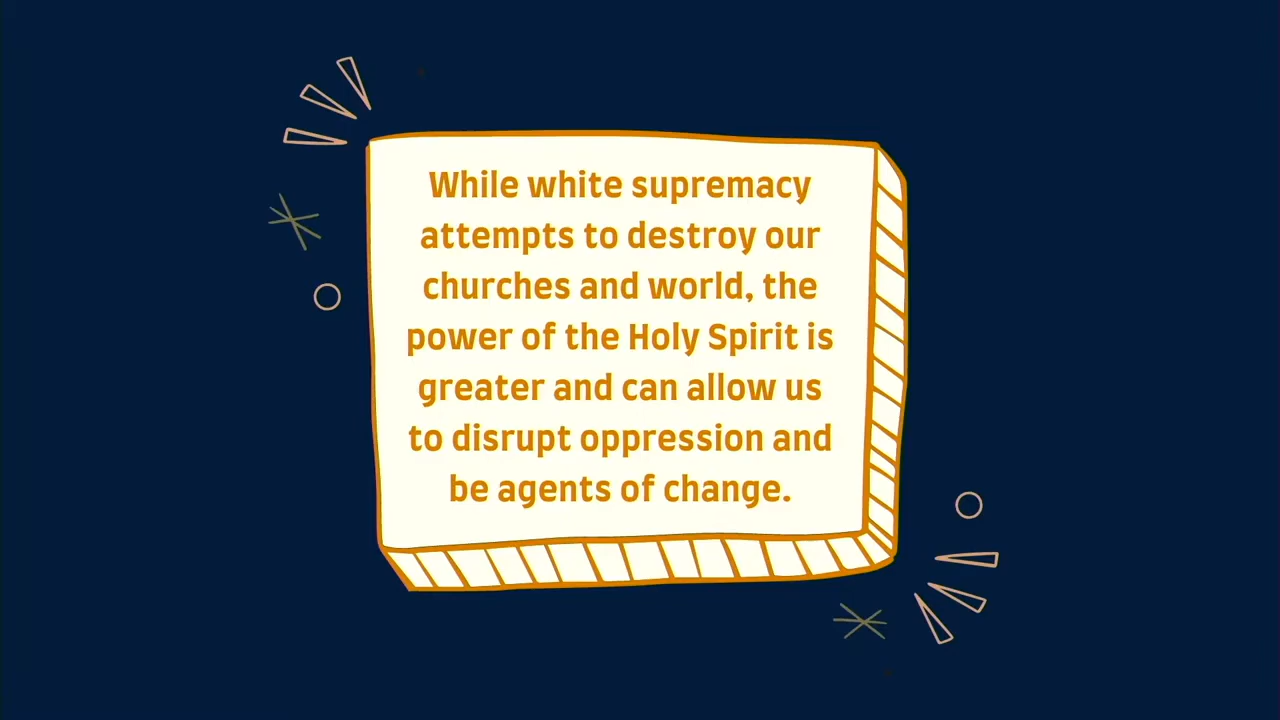 While white supremacy
attempts to destroy our
churches and world, the
power of the Holy Spirit is
greater and can allow us
to disrupt oppression and
be agents of change.